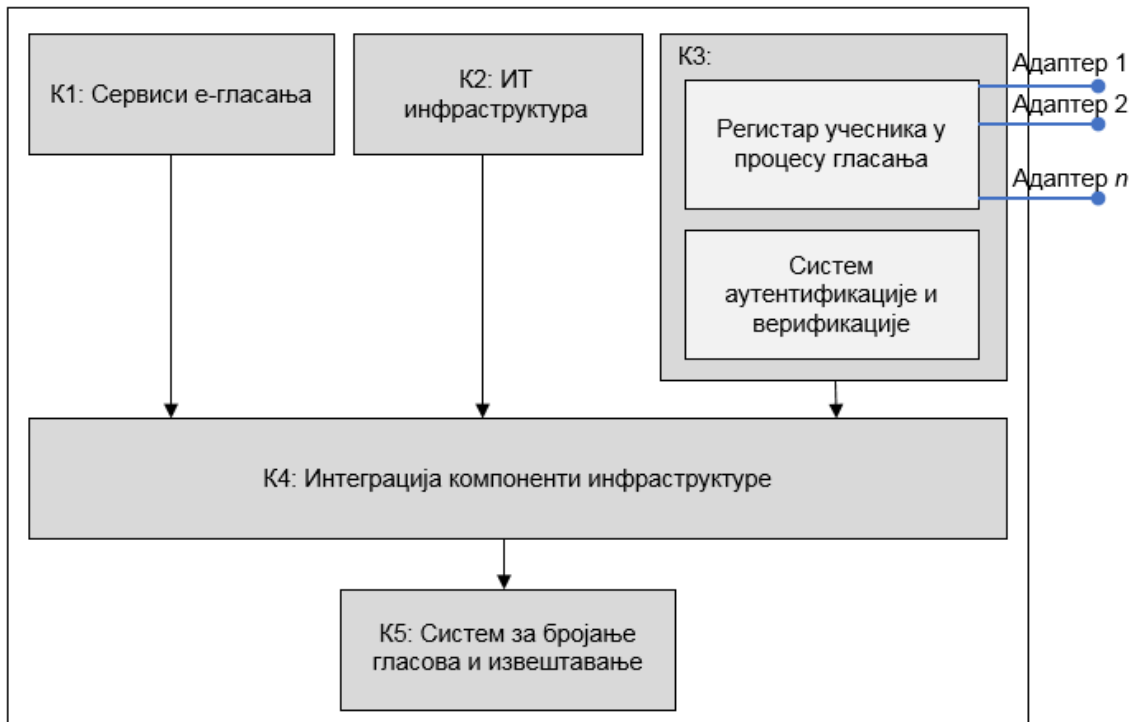 К1: Сервиси е-гласања
К2: ИТ
инфраструктура
К3:
Регистар учесника у
процесу гласања
Адаптер 1
Адаптер 2
Адаптер n
Систем
аутентификације и
верификације
К4: Интеграција компоненти инфраструктуре
К5: Систем за бројање
гласова и извештавање